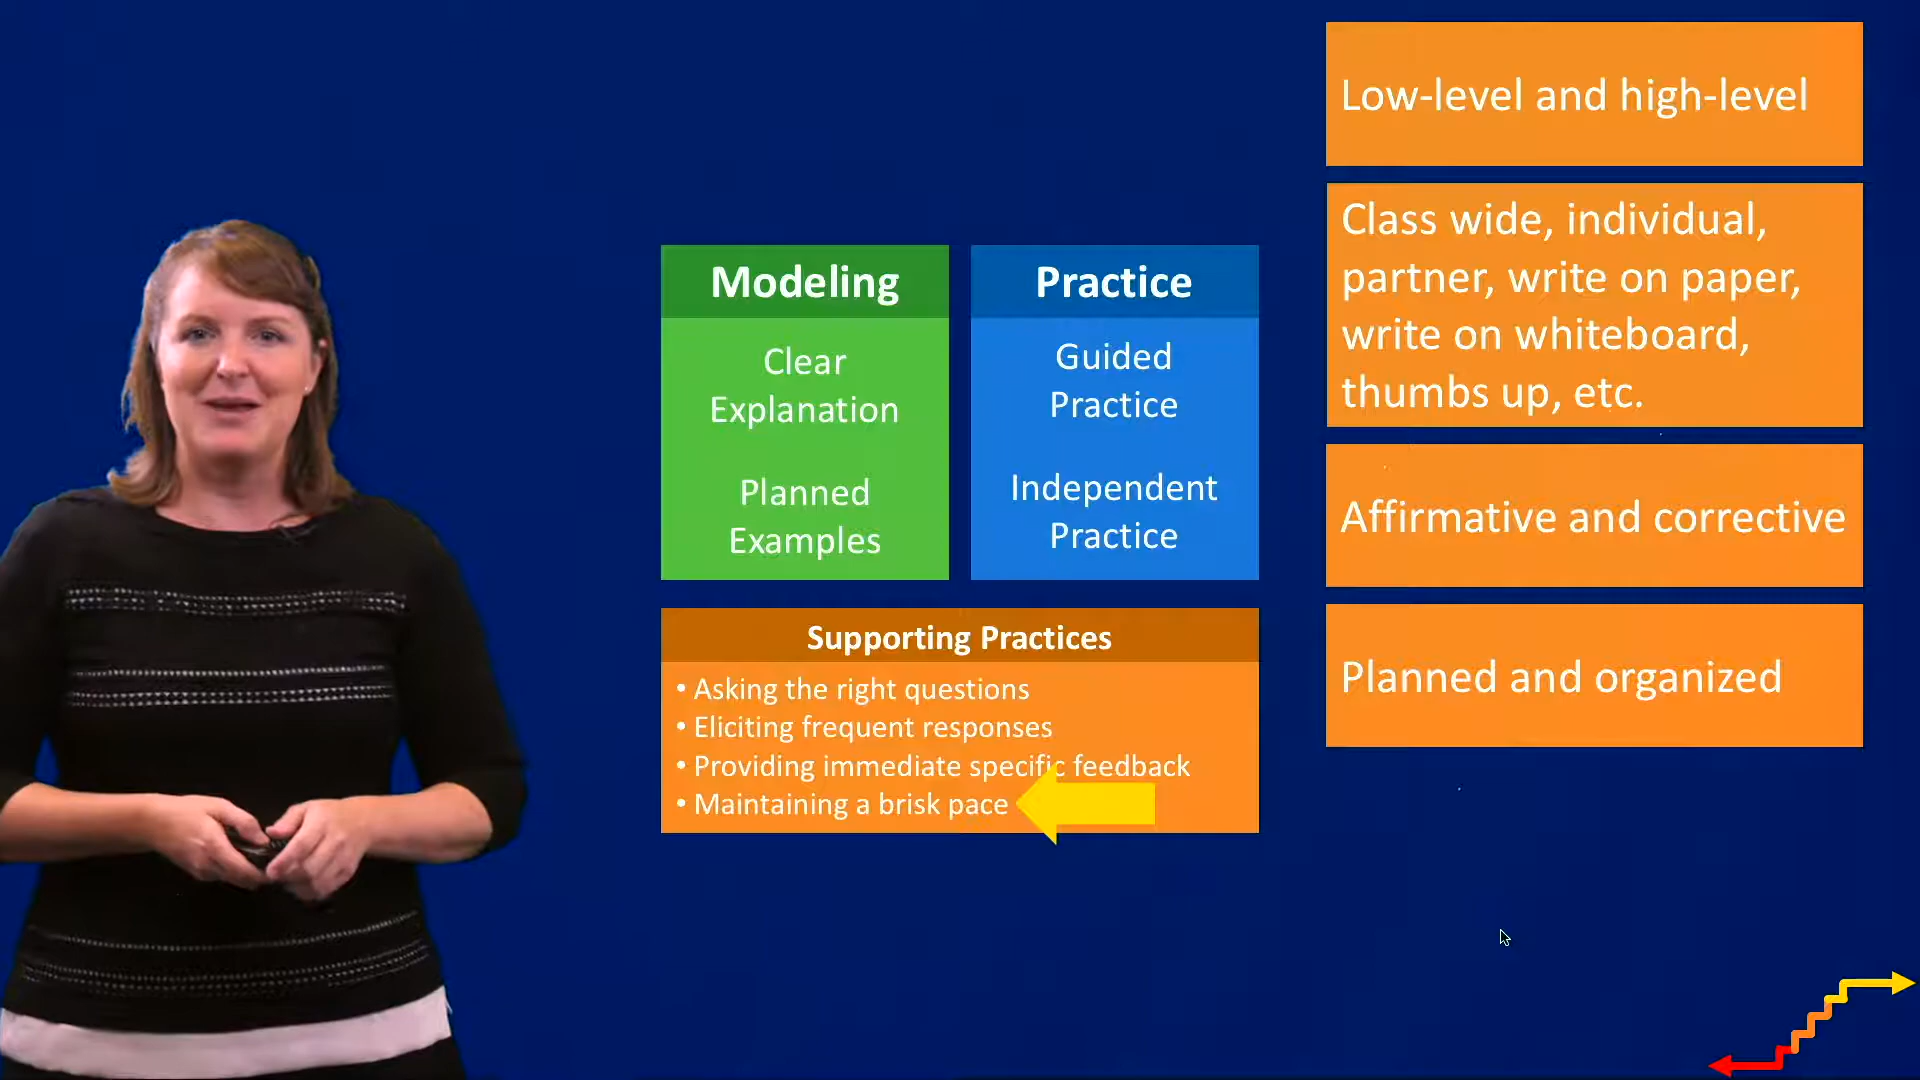 Modeling
Clear
Explanation
Planned
Examples
Practice
Guided
Practice
Independent
Practice
Supporting Practices
• Asking the right questions
• Eliciting frequent responses
• Providing immediate specific feedback
• Maintaining a brisk pace
Low-level and high-level
Class wide, individual,
partner, write on paper,
write on whiteboard,
thumbs up, etc.
Affirmative and corrective
Planned and organized